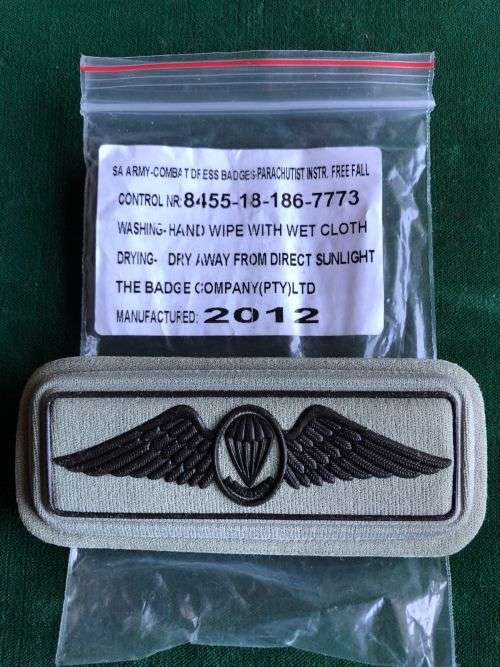 SA ARMY-COMBAT DRESS BADGES-PARACHUTIST INSTR. FREE FALL
CONTROL NR: 8455-18-186-7773
WASHING- HAND WIPE WITH WET CLOTH
DRYING- DRY AWAY FROM DIRECT SUNLIGHT
THE BADGE COMPANY(PTY)LTD
MANUFACTURED: 2012